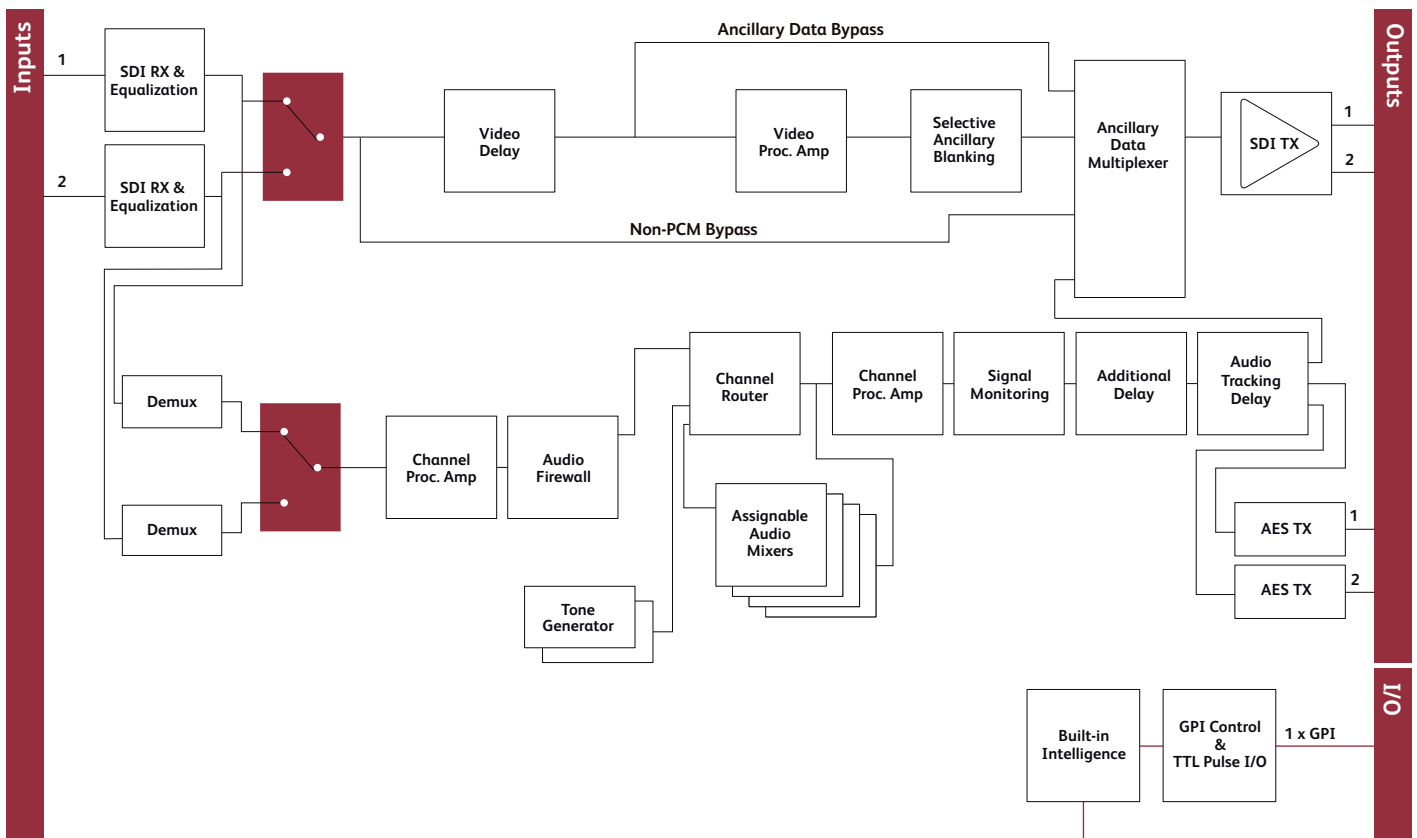 Inputs
1
SDI RX &
Equalization
2
SDI RX &
Equalization
Ancillary Data Bypass
Video
Delay
Video
Proc. Amp
Selective
Ancillary
Blanking
Ancillary
Data
Multiplexer
SDI TX
1
2
Outputs
Non-PCM Bypass
Demux
Demux
Channel
Proc. Amp
Audio
Firewall
Channel
Router
Channel
Proc. Amp
Signal
Monitoring
Additional
Delay
Audio
Tracking
Delay
Assignable
Audio
Mixers
Tone
Generator
AES TX
1
AES TX
2
I/O
Built-in
Intelligence
GPI Control
&
TTL Pulse I/O
1 x GPI